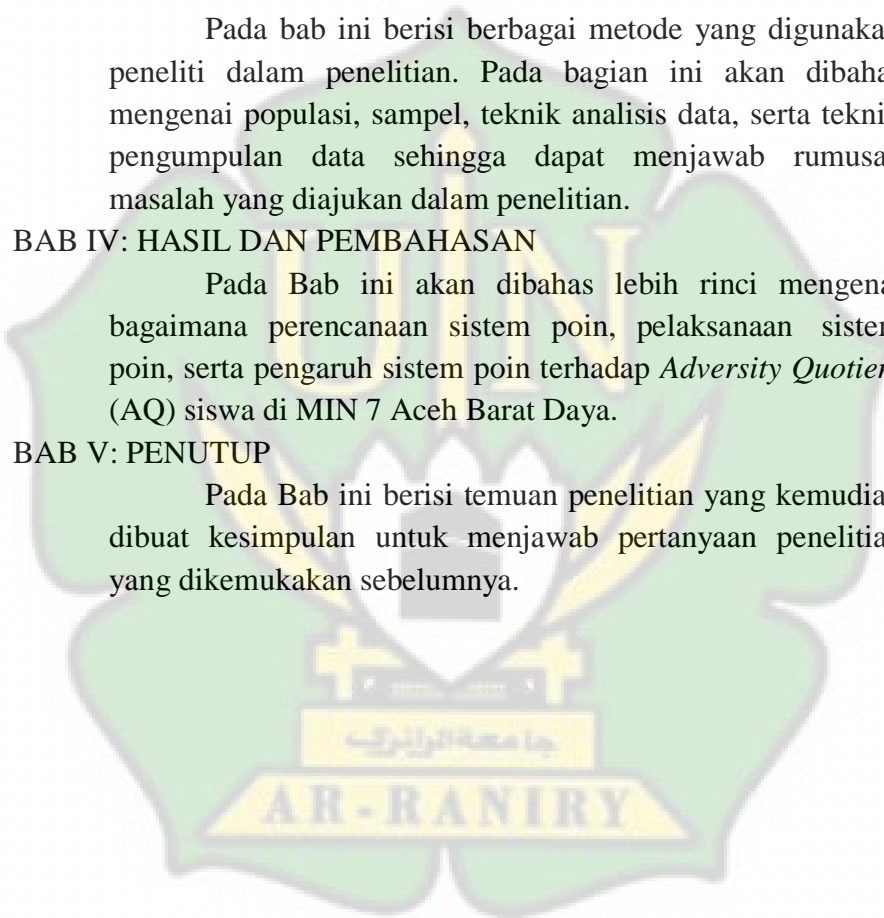 Pada bab ini berisi berbagai metode yang digunaka
peneliti dalam penelitian. Pada bagian ini akan dibaha
mengenai populasi, sampel, teknik analisis data, serta tekni
pengumpulan data sehingga dapat menjawab rumusa
masalah yang diajukan dalam penelitian.
BAB IV: HASIL DAN PEMBAHASAN
Pada Bab ini akan dibahas lebih rinci mengena
bagaimana perencanaan sistem poin, pelaksanaan sister
poin, serta pengaruh sistem poin terhadap Adversity Quotier
(AQ) siswa di MIN 7 Aceh Barat Daya.
BAB V: PENUTUP
Pada Bab ini berisi temuan penelitian yang kemudia
dibuat kesimpulan untuk menjawab pertanyaan penelitia
yang dikemukakan sebelumnya.
UIN
جامعة الرانري
AR-RANIRY